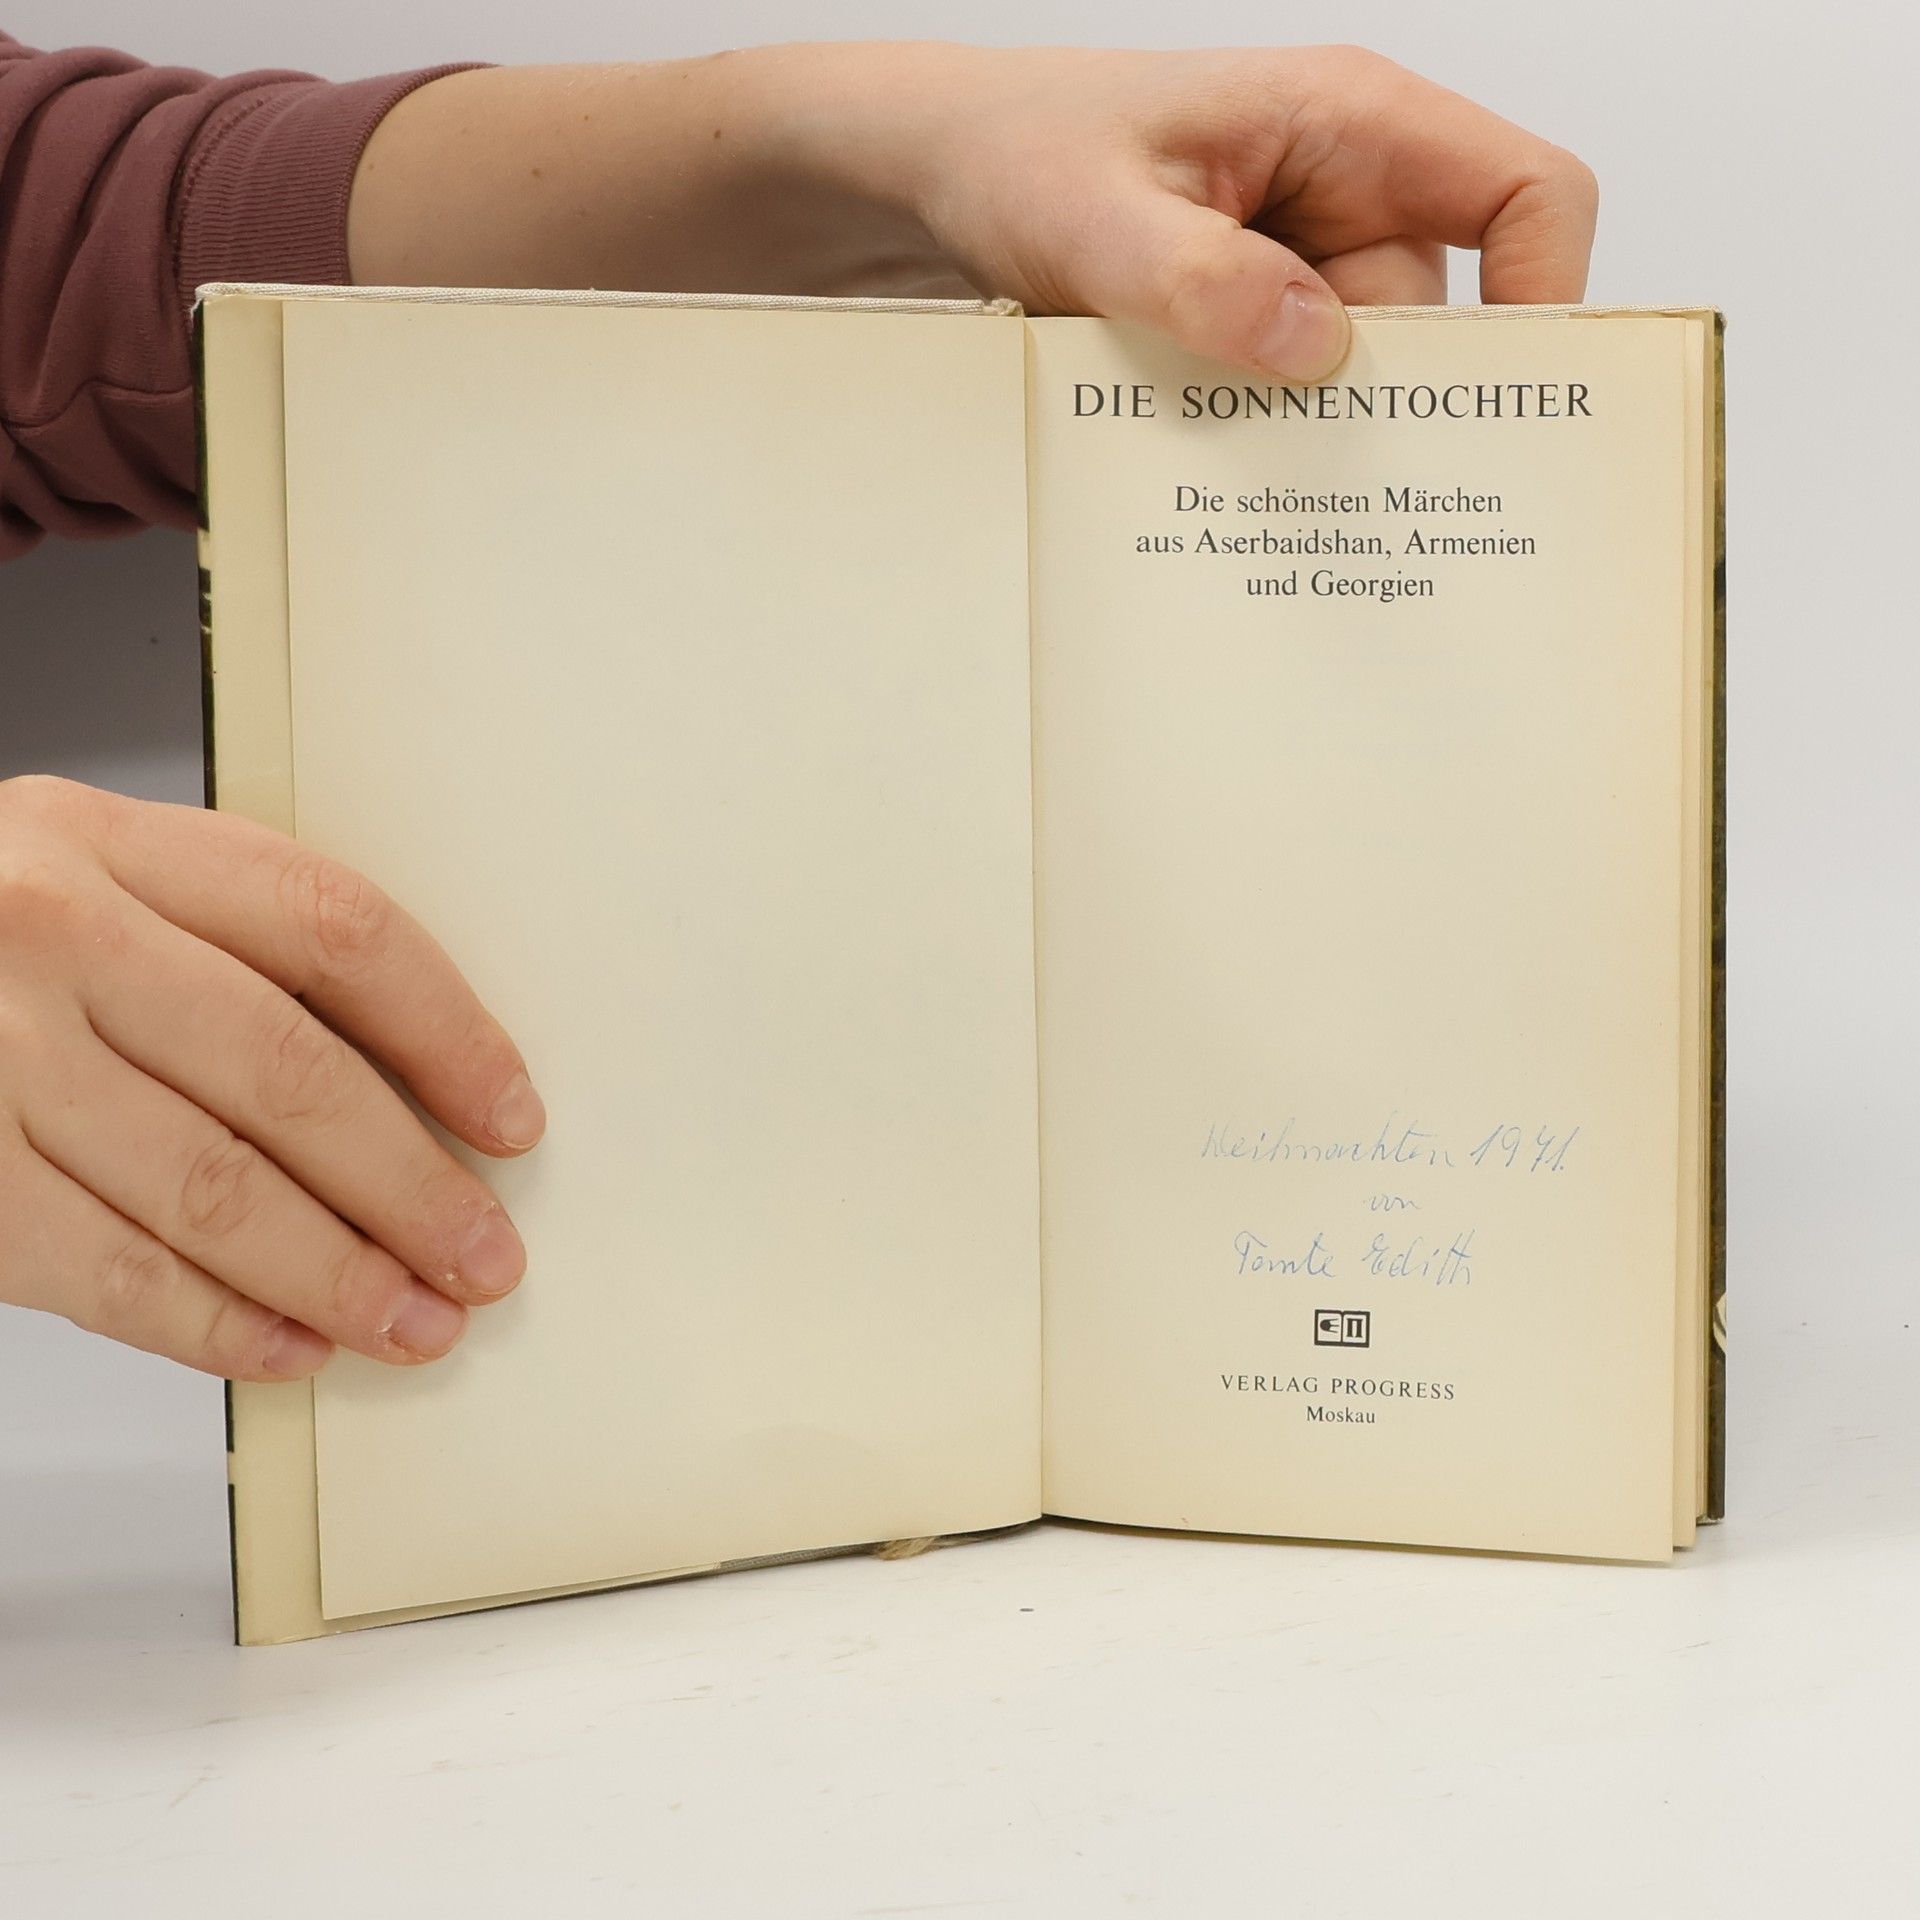 DIE SONNENTOCHTER
Die schönsten Märchen
aus Aserbaidshan, Armenien
und Georgien
Weihnachten 1971.
von
Tante Edith
П
VERLAG PROGRESS
Moskau